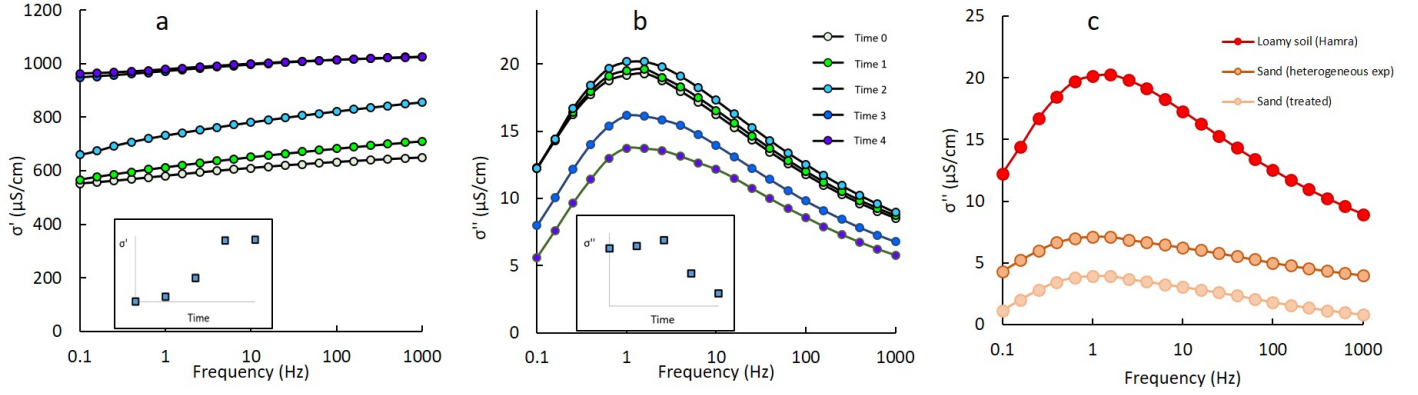 a
1200
1000
800
600
400
200
0
σ' (µS/cm)
0.1 1 10 100 1000
Frequency (Hz)
σ'
Time
b
20
15
10
5
0
σ'' (µS/cm)
0.1 1 10 100 1000
Frequency (Hz)
Time 0
Time 1
Time 2
Time 3
Time 4
σ''
Time
c
25
20
15
10
5
0
σ'' (µS/cm)
0.1 1 10 100 1000
Frequency (Hz)
Loamy soil (Hamra)
Sand (heterogeneous exp)
Sand (treated)